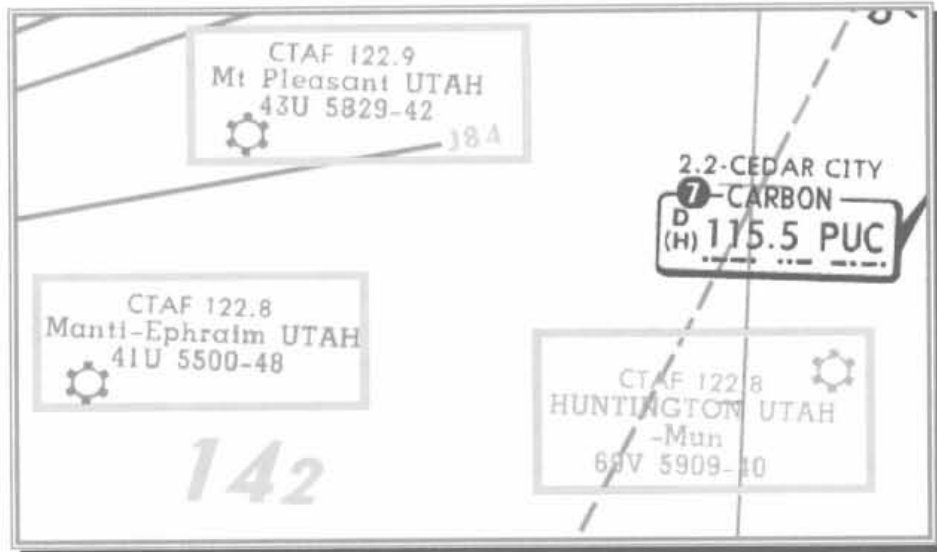 CTAF 122.9
Mt Pleasant UTAH
43U 5829-42
J84
2.2-CEDAR CITY
7 CARBON
D
(H) 115.5 PUC
CTAF 122.8
Manti-Ephraim UTAH
41U 5500-48
CTAF 122.8
HUNTINGTON UTAH
-Mun
69V 5909-40
142